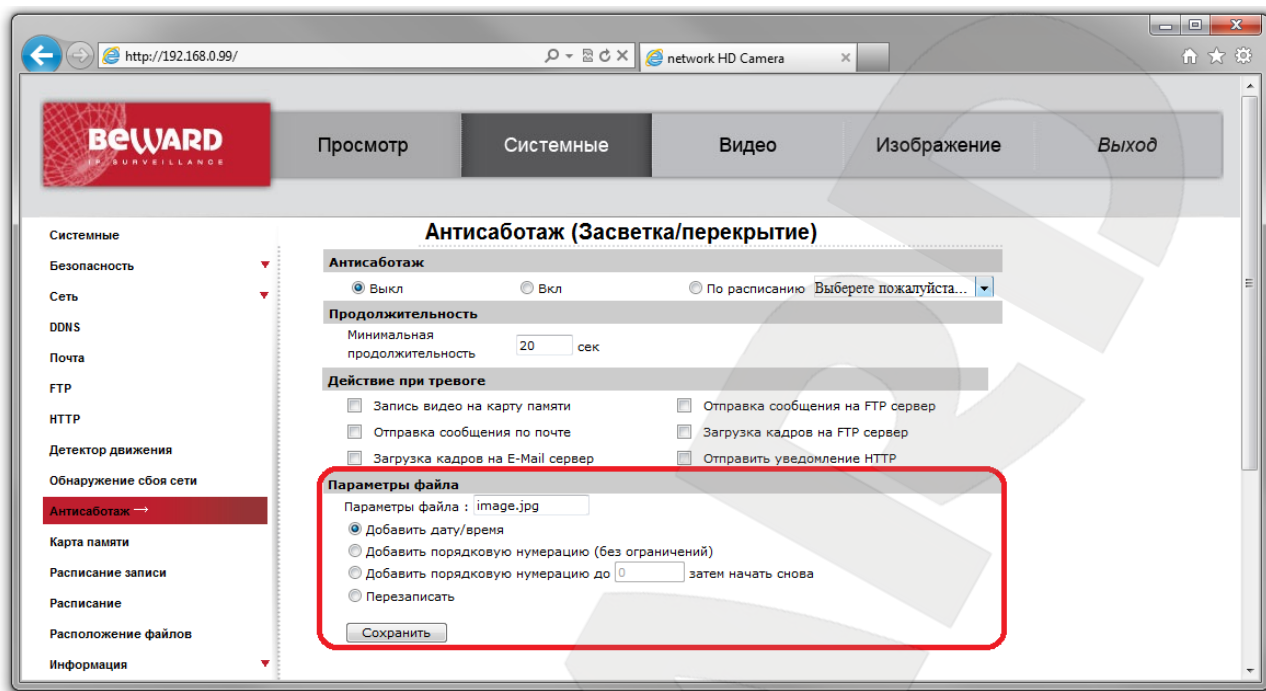 http://192.168.0.99/
network HD Camera
BEWARD
IP SURVEILLANCE
Просмотр
Системные
Видео
Изображение
Выход
Системные
Безопасность
Сеть
DDNS
Почта
FTP
HTTP
Детектор движения
Обнаружение сбоя сети
Антисаботаж →
Карта памяти
Расписание записи
Расписание
Расположение файлов
Информация
Антисаботаж (Засветка/перекрытие)
Антисаботаж
Выкл Вкл По расписанию Выберете пожалуйста...
Продолжительность
Минимальная
продолжительность 20 сек
Действие при тревоге
Запись видео на карту памяти Отправка сообщения на FTP сервер
Отправка сообщения по почте Загрузка кадров на FTP сервер
Загрузка кадров на E-Mail сервер Отправить уведомление HTTP
Параметры файла
Параметры файла : image.jpg
Добавить дату/время
Добавить порядковую нумерацию (без ограничений)
Добавить порядковую нумерацию до 0 затем начать снова
Перезаписать
Сохранить